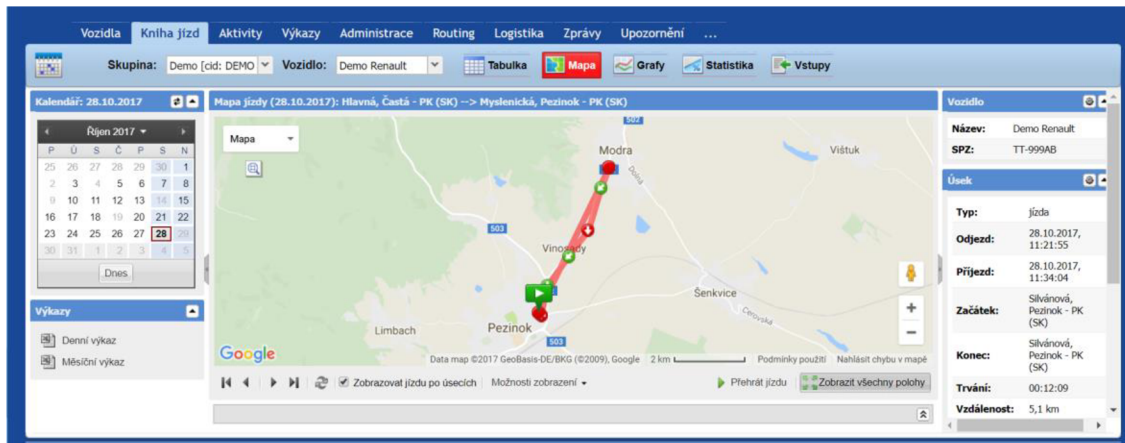 Vozidla Kniha jízd Aktivity Výkazy Administrace Routing Logistika Zprávy Upozornění ...
Skupina: Demo [cid: DEMO Vozidlo: Demo Renault Tabulka Mapa Grafy Statistika Vstupy
Kalendář: 28.10.2017
Říjen 2017
P Ú S Č P S N
25 26 27 28 29 30 1
2 3 4 5 6 7 8
9 10 11 12 13 14 15
16 17 18 19 20 21 22
23 24 25 26 27 28 29
30 31 1 2 3 4 5
Dnes
Výkazy
Denní výkaz
Měsíční výkaz
Mapa jízdy (28.10.2017): Hlavná, Častá - PK (SK) --> Myslenická, Pezinok - PK (SK)
Mapa
502
Modra
Vištuk
Dolná
503
Vinosady
Šenkvice
Cerovská
Limbach
Pezinok
503
Google
Data map ©2017 GeoBasis-DE/BKG (©2009), Google 2 km Podmínky použití Nahlásit chybu v mapě
Zobrazovat jízdu po úsecích Možnosti zobrazení Přehrát jízdu Zobrazit všechny polohy
Vozidlo
Název: Demo Renault
SPZ: TT-999AB
Úsek
Typ: jízda
Odjezd: 28.10.2017,
11:21:55
Příjezd: 28.10.2017,
11:34:04
Začátek: Silvánová,
Pezinok - PK
(SK)
Konec: Silvánová,
Pezinok - PK
(SK)
Trvání: 00:12:09
Vzdálenost: 5,1 km